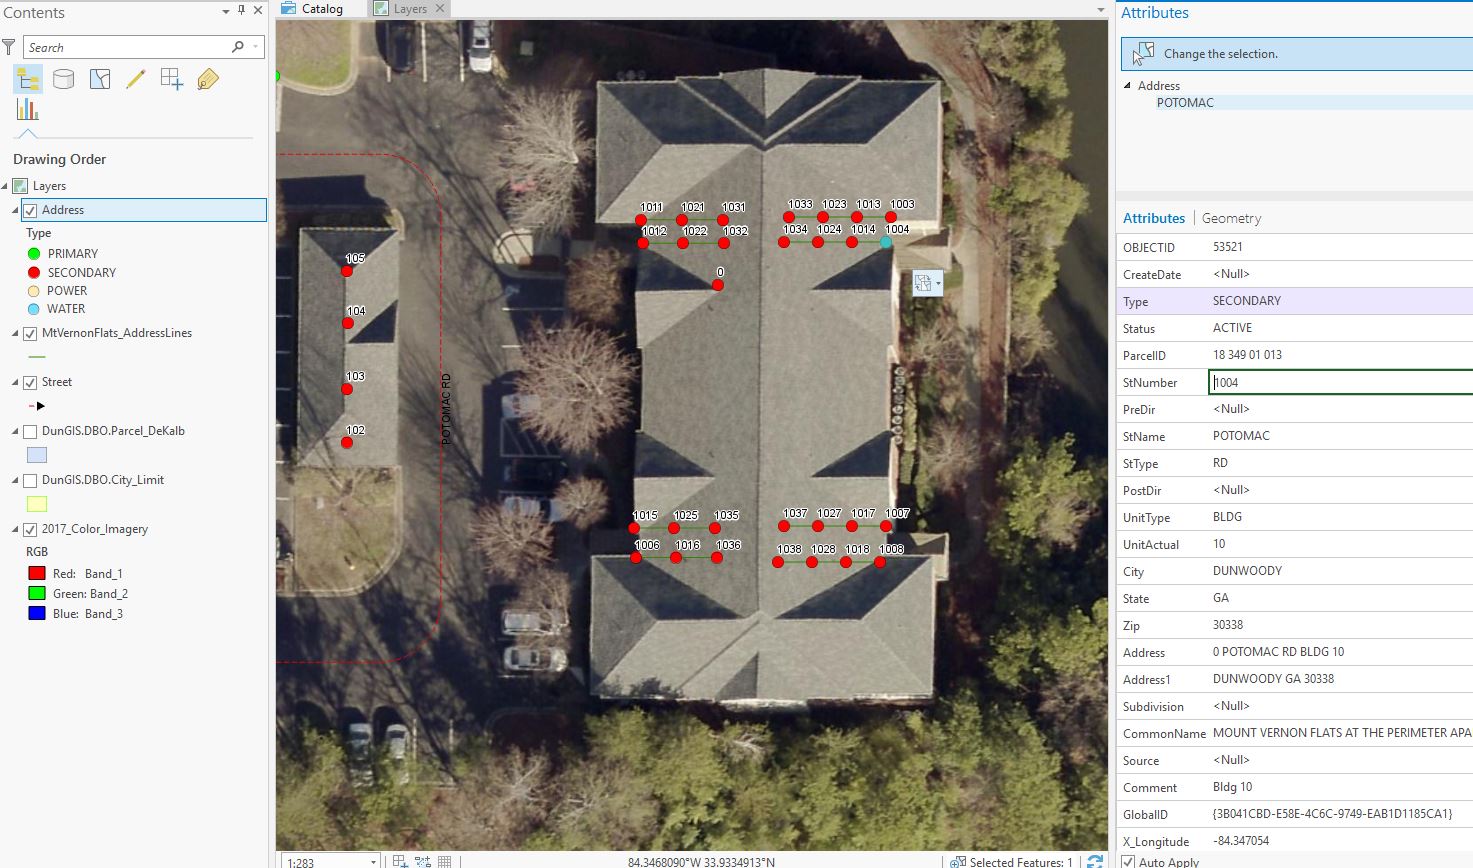 Contents
Search
Drawing Order
Layers
Address
Type
PRIMARY
SECONDARY
POWER
WATER
MtVernonFlats_AddressLines
Street
DunGIS.DBO.Parcel_DeKalb
DunGIS.DBO.City_Limit
2017_Color_Imagery
RGB
Red: Band_1
Green: Band_2
Blue: Band_3
Catalog
Layers
1011 1021 1031
1033 1023 1013 1003
1012 1022 1032
1034 1024 1014 1004
0
105
104
103
102
POTOMAC RD
1015 1025 1035
1037 1027 1017 1007
1006 1016 1036
1038 1028 1018 1008
1:283
84.3468090°W 33.9334913°N
Selected Features: 1
Attributes
Change the selection.
Address
POTOMAC
Attributes Geometry
OBJECTID 53521
CreateDate <Null>
Type SECONDARY
Status ACTIVE
ParcelID 18 349 01 013
StNumber 1004
PreDir <Null>
StName POTOMAC
StType RD
PostDir <Null>
UnitType BLDG
UnitActual 10
City DUNWOODY
State GA
Zip 30338
Address 0 POTOMAC RD BLDG 10
Address1 DUNWOODY GA 30338
Subdivision <Null>
CommonName MOUNT VERNON FLATS AT THE PERIMETER APA
Source <Null>
Comment Bldg 10
GlobalID {3B041CBD-E58E-4C6C-9749-EAB1D1185CA1}
X_Longitude -84.347054
Auto Apply